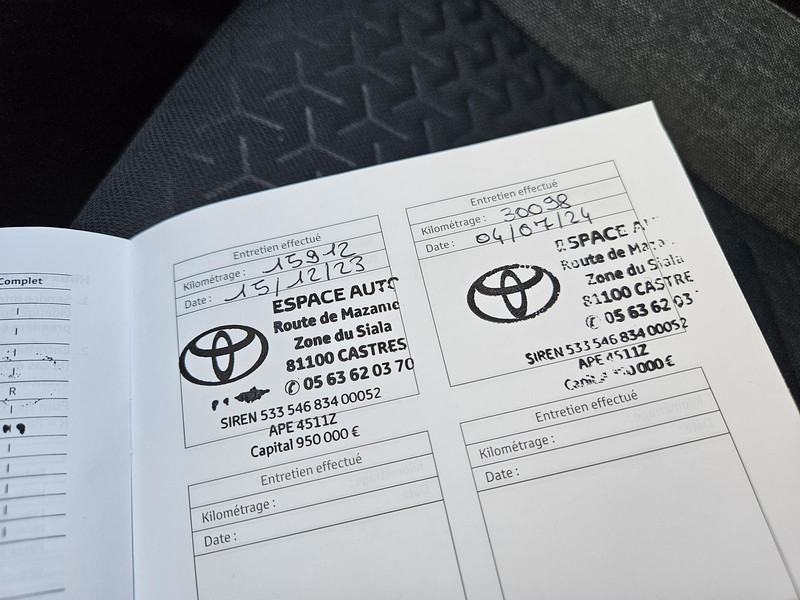 Complet
R
Entretien effectué
Kilométrage : 15912
Date : 15/12/23
ESPACE AUTO
Route de Mazamet
Zone du Siala
81100 CASTRES
05 63 62 03 70
SIREN 533 546 834 00052
APE 4511Z
Capital 950 000 €
Entretien effectué
Kilométrage : 30098
Date : 04/07/24
ESPACE
Route de
Zone du Siala
81100 CASTRE
05 63 62 03
SIREN 533 546 834 00052
APE 4511Z
000 €
Entretien effectué
Kilométrage :
Date :
Entretien effectué
Kilométrage :
Date :